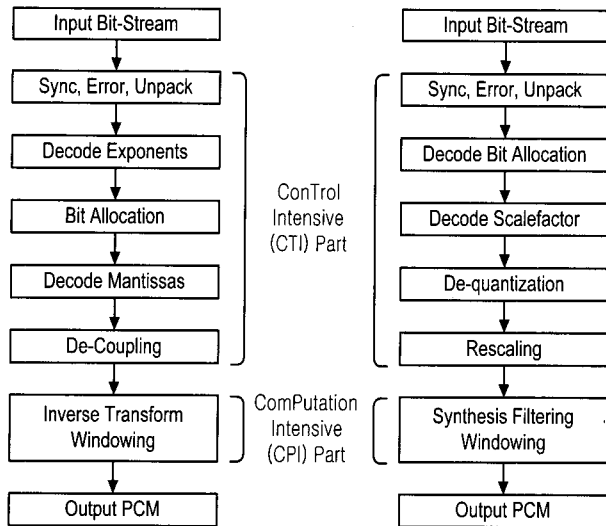 Input Bit-Stream
Sync, Error, Unpack
Decode Exponents
Bit Allocation
Decode Mantissas
De-Coupling
Inverse Transform
Windowing
Output PCM
ConTrol
Intensive
(CTI) Part
ComPutation
Intensive
(CPI) Part
Input Bit-Stream
Sync, Error, Unpack
Decode Bit Allocation
Decode Scalefactor
De-quantization
Rescaling
Synthesis Filtering
Windowing
Output PCM